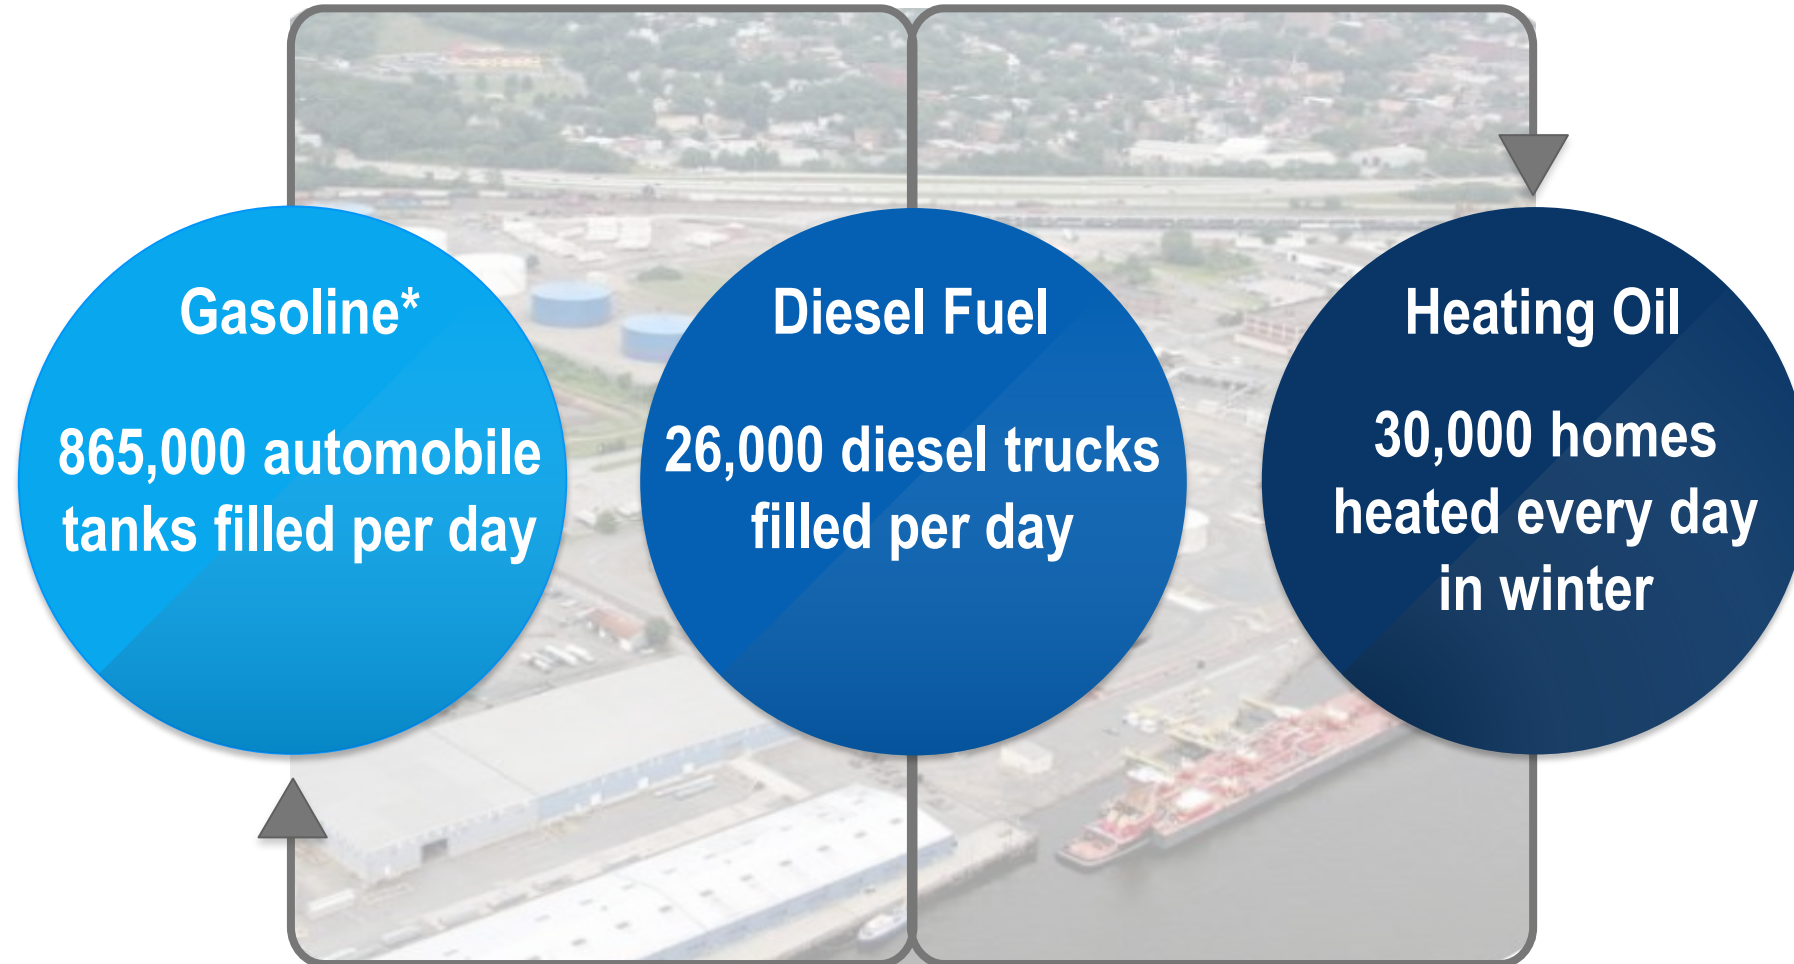 Gasoline*
865,000 automobile
tanks filled per day
Diesel Fuel
26,000 diesel trucks
filled per day
Heating Oil
30,000 homes
heated every day
in winter